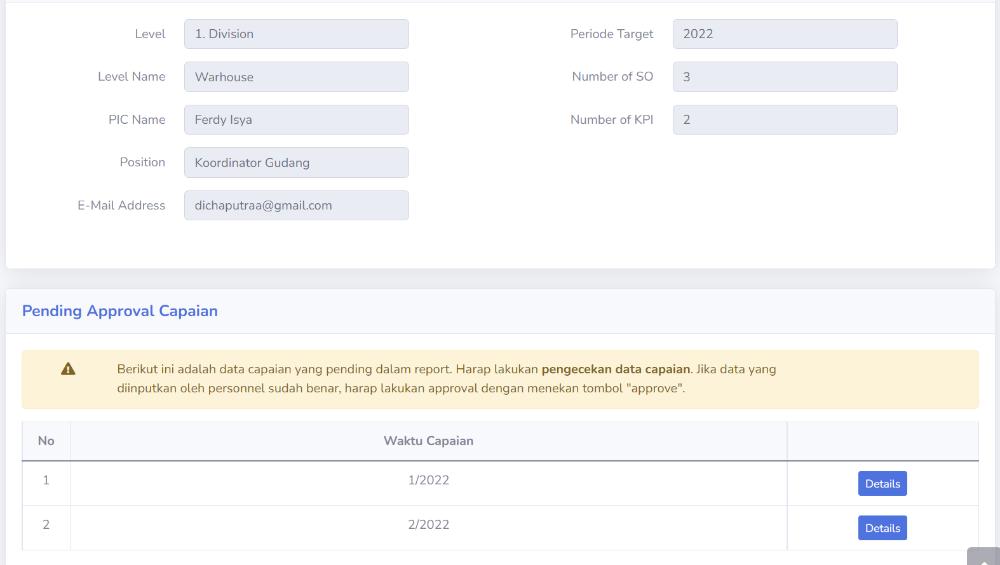 Level 1. Division Periode Target 2022
Level Name Warhouse Number of SO 3
PIC Name Ferdy Isya Number of KPI 2
Position Koordinator Gudang
E-Mail Address dichaputraa@gmail.com
Pending Approval Capaian
Berikut ini adalah data capaian yang pending dalam report. Harap lakukan pengecekan data capaian. Jika data yang
diinputkan oleh personnel sudah benar, harap lakukan approval dengan menekan tombol "approve".
No Waktu Capaian
1 1/2022 Details
2 2/2022 Details